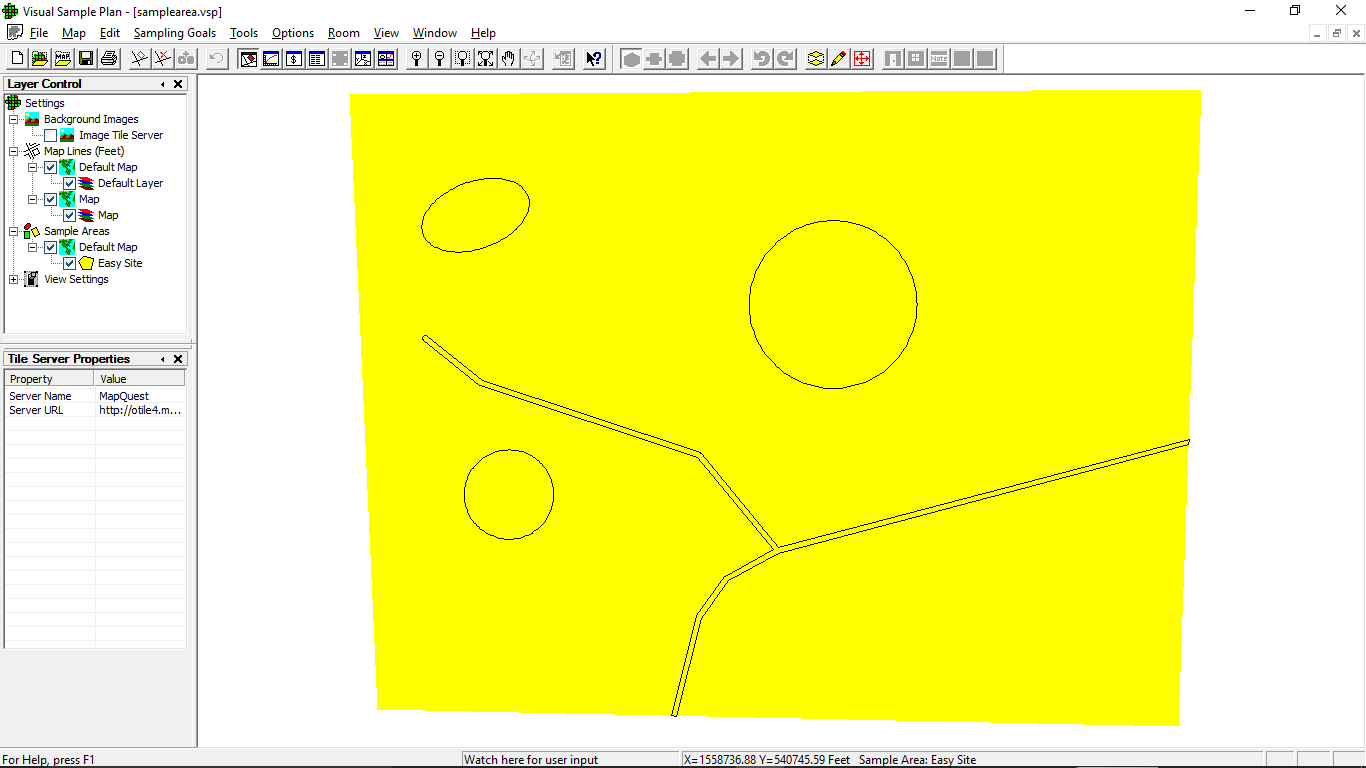 Visual Sample Plan - [samplearea.vsp]
File Map Edit Sampling Goals Tools Options Room View Window Help
MAP $ Note
Layer Control
Settings
Background Images
Image Tile Server
Map Lines (Feet)
Default Map
Default Layer
Map
Map
Sample Areas
Default Map
Easy Site
View Settings
Tile Server Properties
Property Value
Server Name MapQuest
Server URL http://otile4.m...
For Help, press F1 Watch here for user input X=1558736.88 Y=540745.59 Feet Sample Area: Easy Site